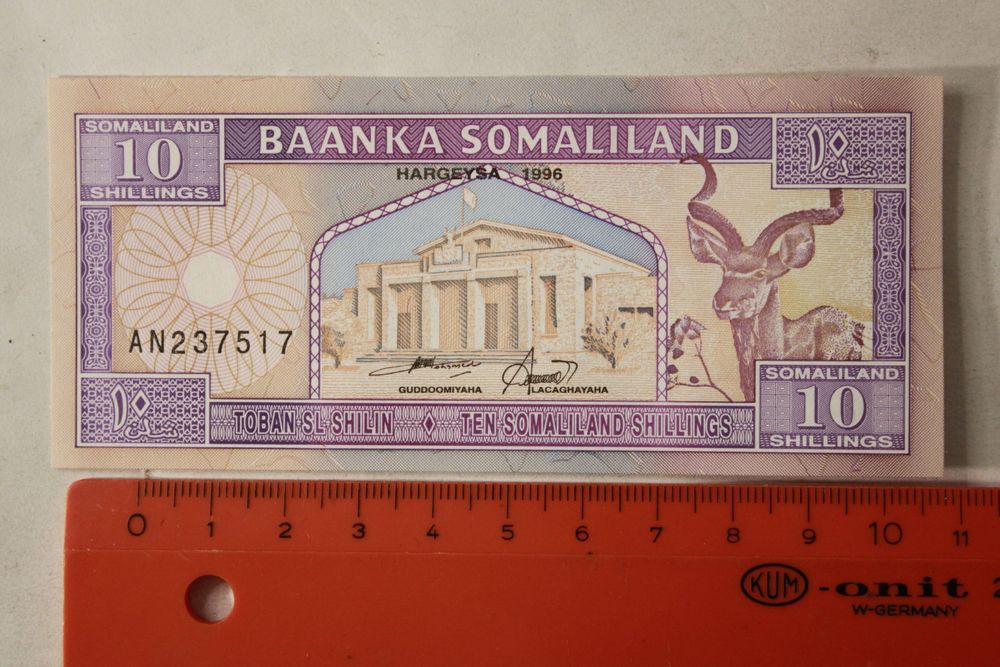 SOMALILAND
10
SHILLINGS
BAANKA SOMALILAND
١٠
HARGEYSA 1996
AN237517
GUDDOOMIYAHA
LACAGHAYAHA
١٠
TOBAN SL SHILIN ♦ TEN SOMALILAND SHILLINGS
SOMALILAND
10
SHILLINGS
0 1 2 3 4 5 6 7 8 9 10 11
KUM -onit 2
W-GERMANY